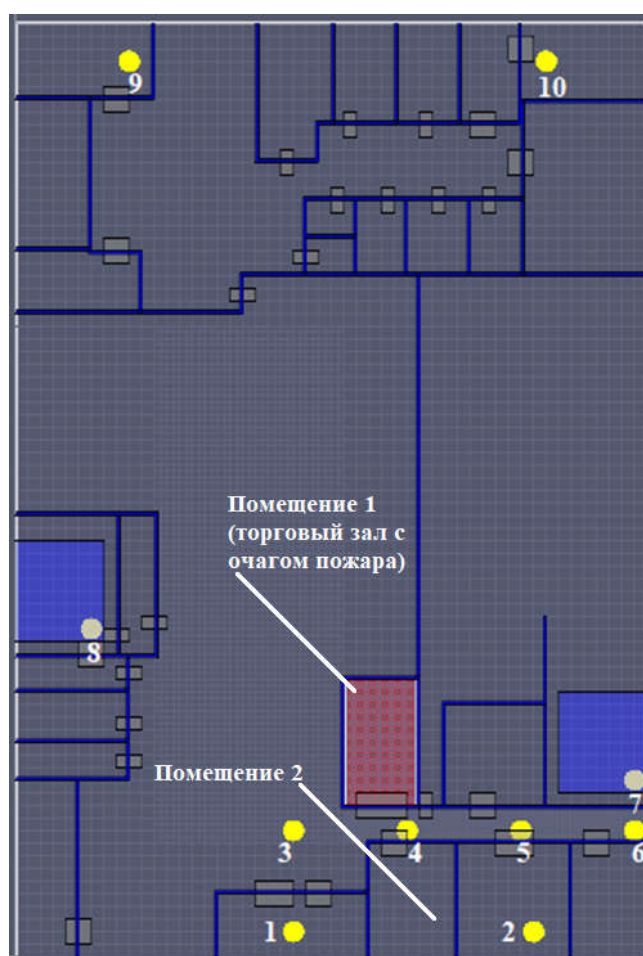 9
10
Помещение 1
(торговый зал с
очагом пожара)
8
Помещение 2
7
3
4
5
6
1
2